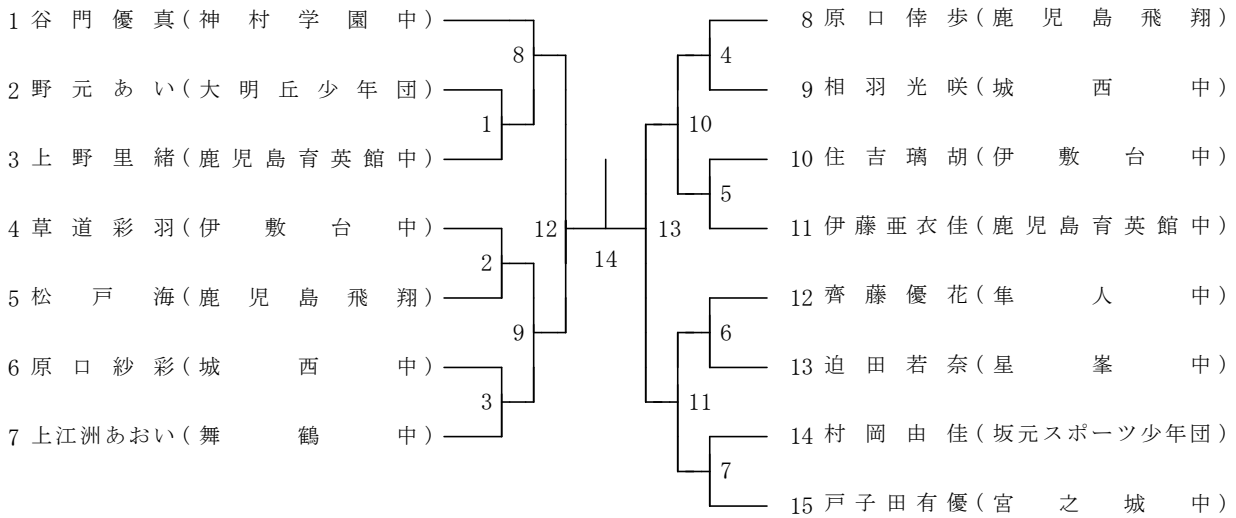 1 谷門優真(神村学園中)
8
2 野元あい(大明丘少年団)
1
3 上野里緒(鹿児島育英館中)
12
4 草道彩羽(伊敷台中)
2
5 松戸海(鹿児島飛翔)
9
6 原口紗彩(城西中)
3
7 上江洲あおい(舞鶴中)
14
8 原口倖歩(鹿児島飛翔)
4
9 相羽光咲(城西中)
10
10 住吉璃胡(伊敷台中)
5
11 伊藤亜衣佳(鹿児島育英館中)
13
12 齊藤優花(隼人中)
6
13 迫田若奈(星峯中)
11
14 村岡由佳(坂元スポーツ少年団)
7
15 戸子田有優(宮之城中)